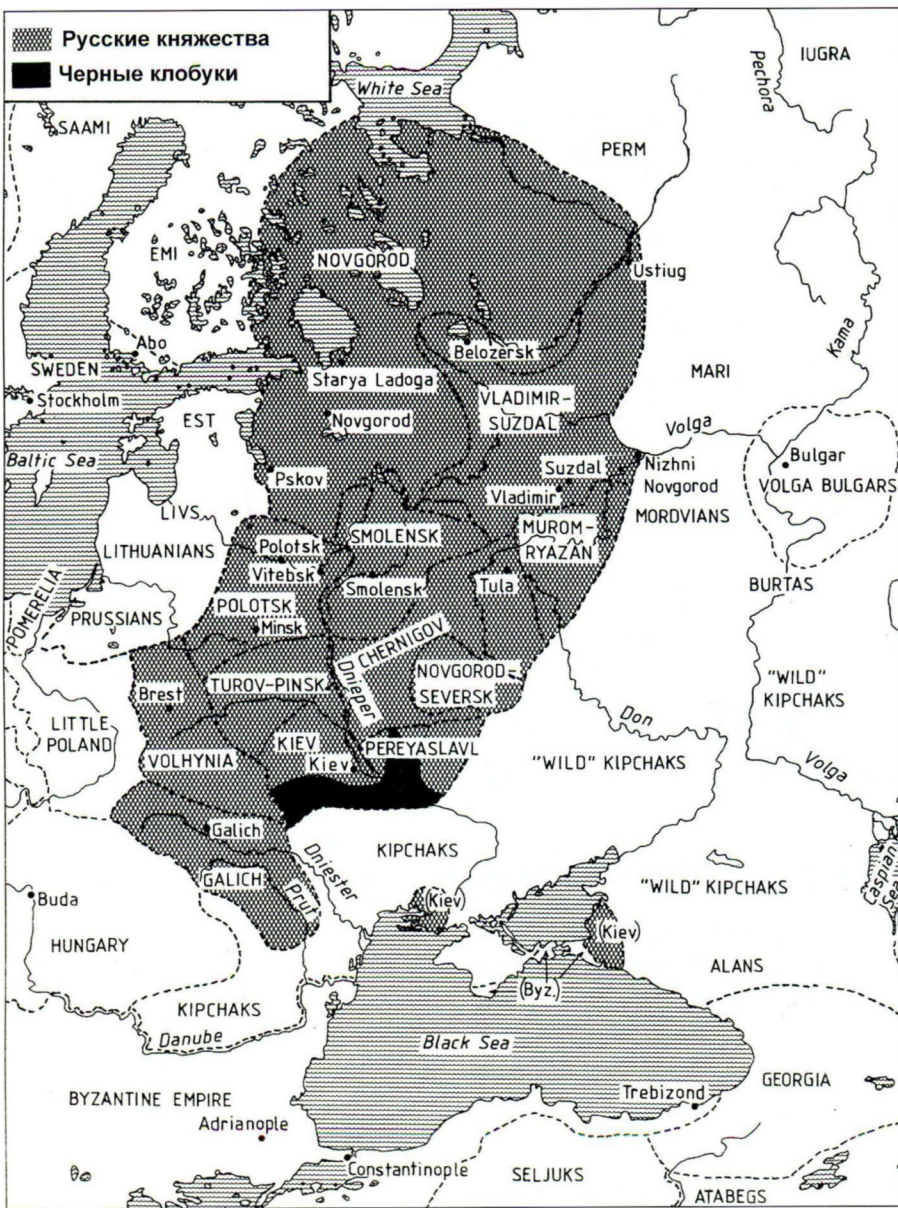 Русские княжества
Черные клобуки
White Sea
Pechora
IUGRA
SAAMI
PERM
EMI
NOVGOROD
Ustiug
Kama
Abo
Belozersk
MARI
SWEDEN
Starya Ladoga
Stockholm
VLADIMIR-
SUZDAL
EST
Novgorod
Volga
Baltic Sea
Bulgar
Pskov
Suzdal
Nizhni
Novgorod
VOLGA BULGARS
Vladimir
LIVS
MORDVIANS
SMOLENSK
MUROM-
RYAZAN
LITHUANIANS
Polotsk
Vitebsk
Smolensk
Tula
BURTAS
POMERELIA
PRUSSIANS
POLOTSK
Minsk
CHERNIGOV
Dnieper
NOVGOROD-
SEVERSK
"WILD"
KIPCHAKS
Brest
TUROV-PINSK
Don
LITTLE
POLAND
KIEV
Kiev
PEREYASLAVL
VOLHYNIA
"WILD" KIPCHAKS
Volga
Galich
KIPCHAKS
Dniester
GALICH
Prut
(Kiev)
"WILD" KIPCHAKS
Caspian
Sea
Buda
(Kiev)
HUNGARY
ALANS
(Byz.)
KIPCHAKS
Danube
Black Sea
GEORGIA
BYZANTINE EMPIRE
Trebizond
Adrianople
Constantinople
SELJUKS
ATABEGS